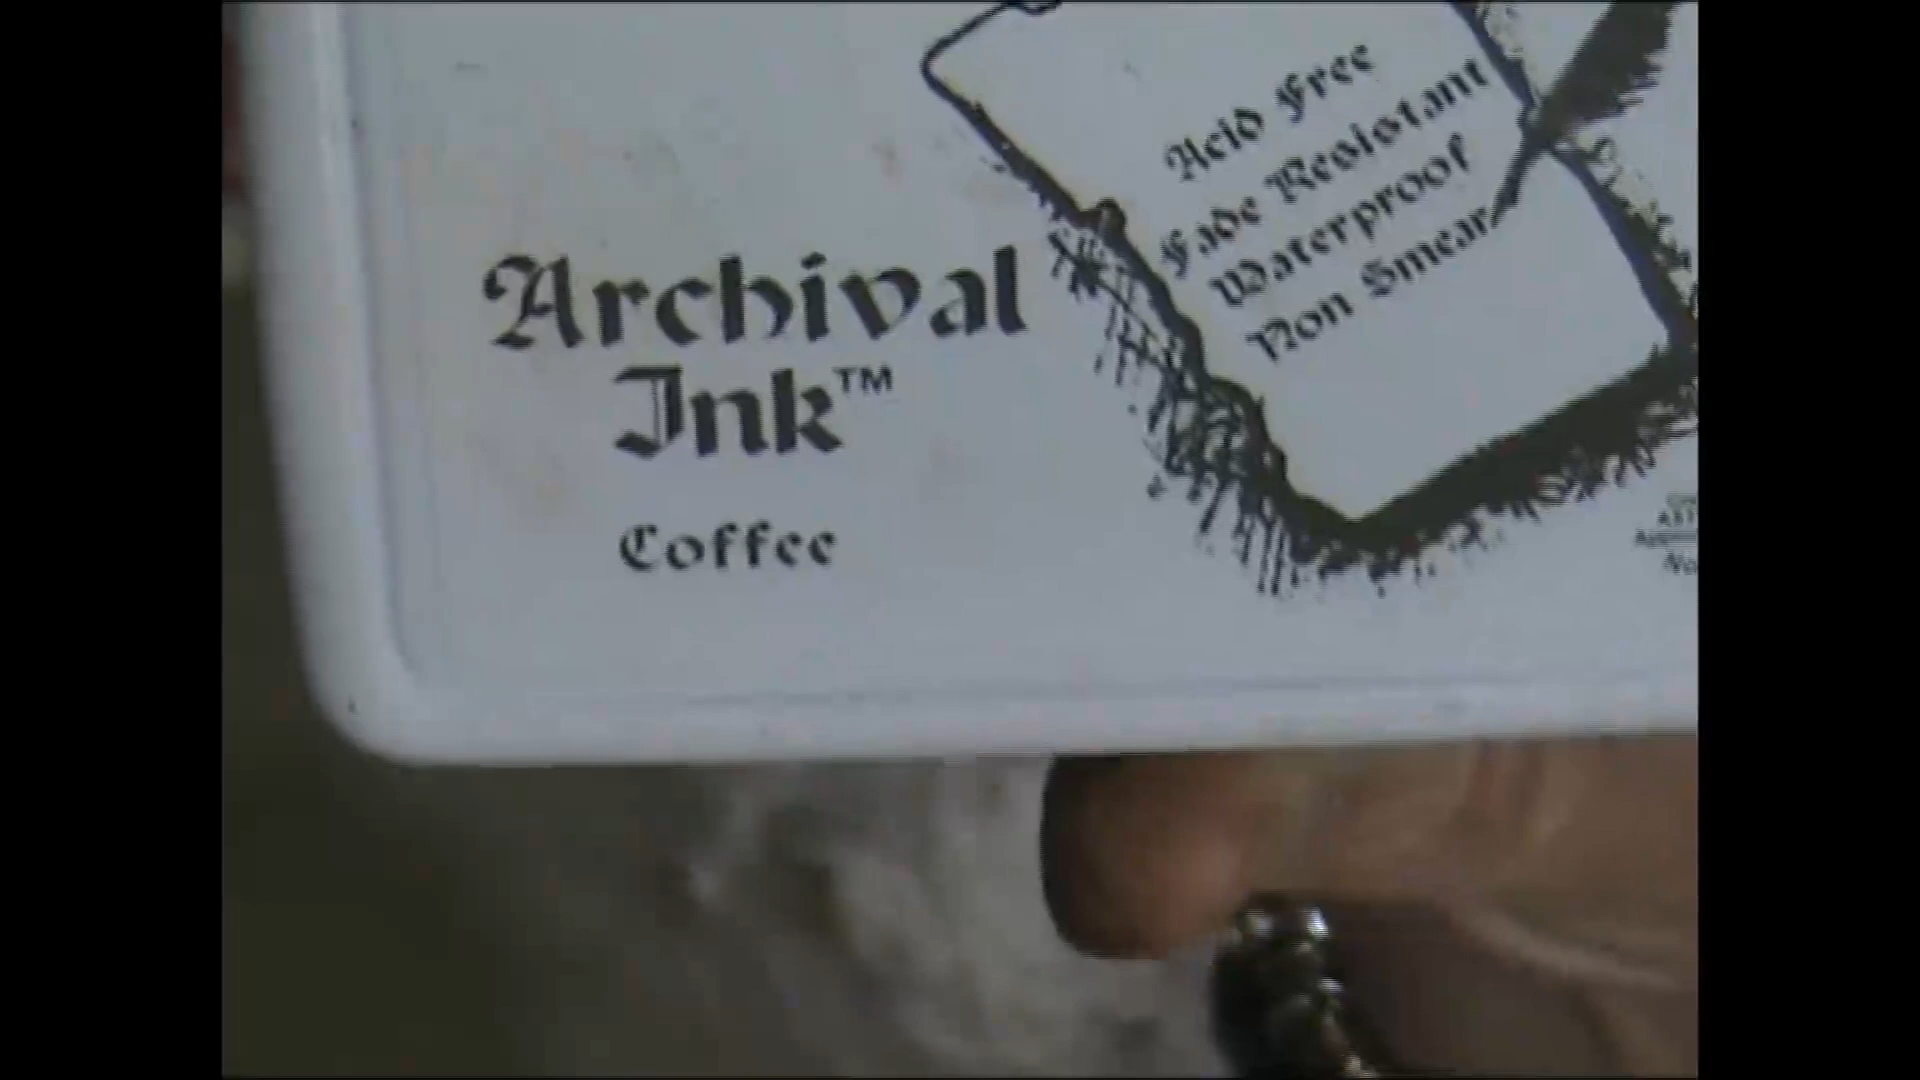 Archival
Ink™
Coffee
Acid Free
Fade Resistant
Waterproof
Non Smear